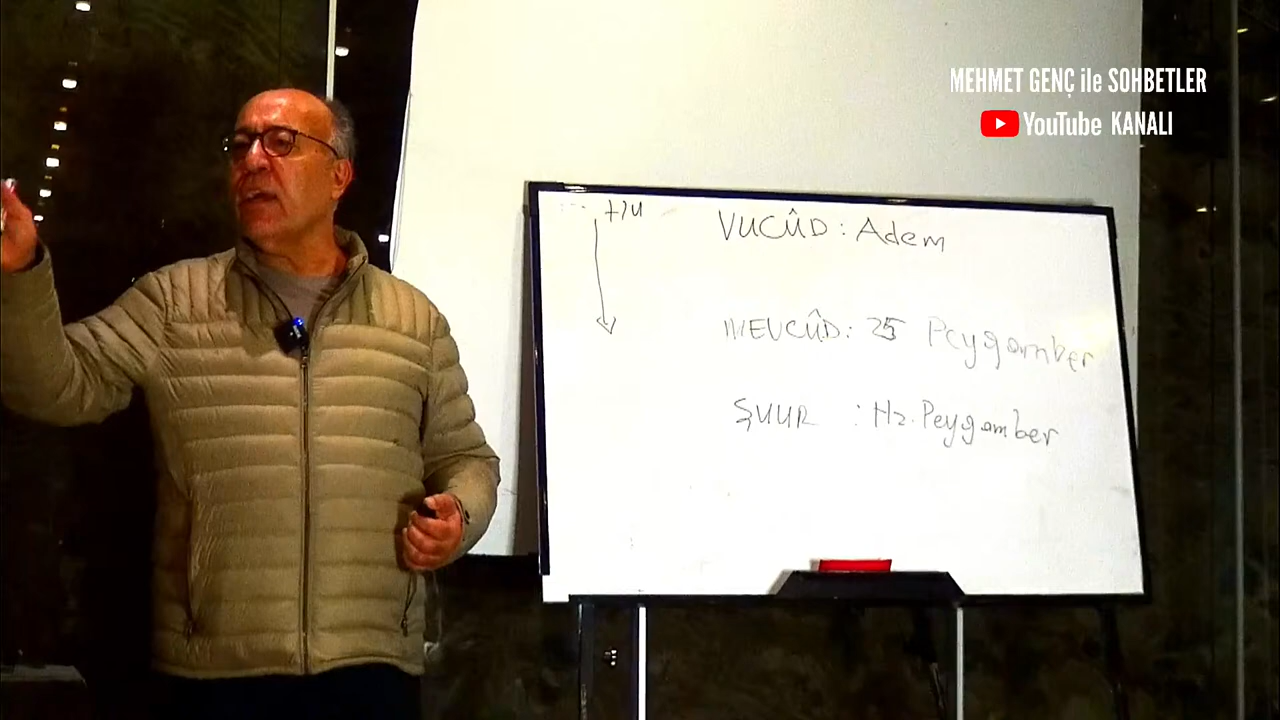 MEHMET GENÇ ile SOHBETLER
YouTube KANALI
VUCÛD : Adem
MEVCÛD : 25 Peygamber
ŞUUR : Hz. Peygamber